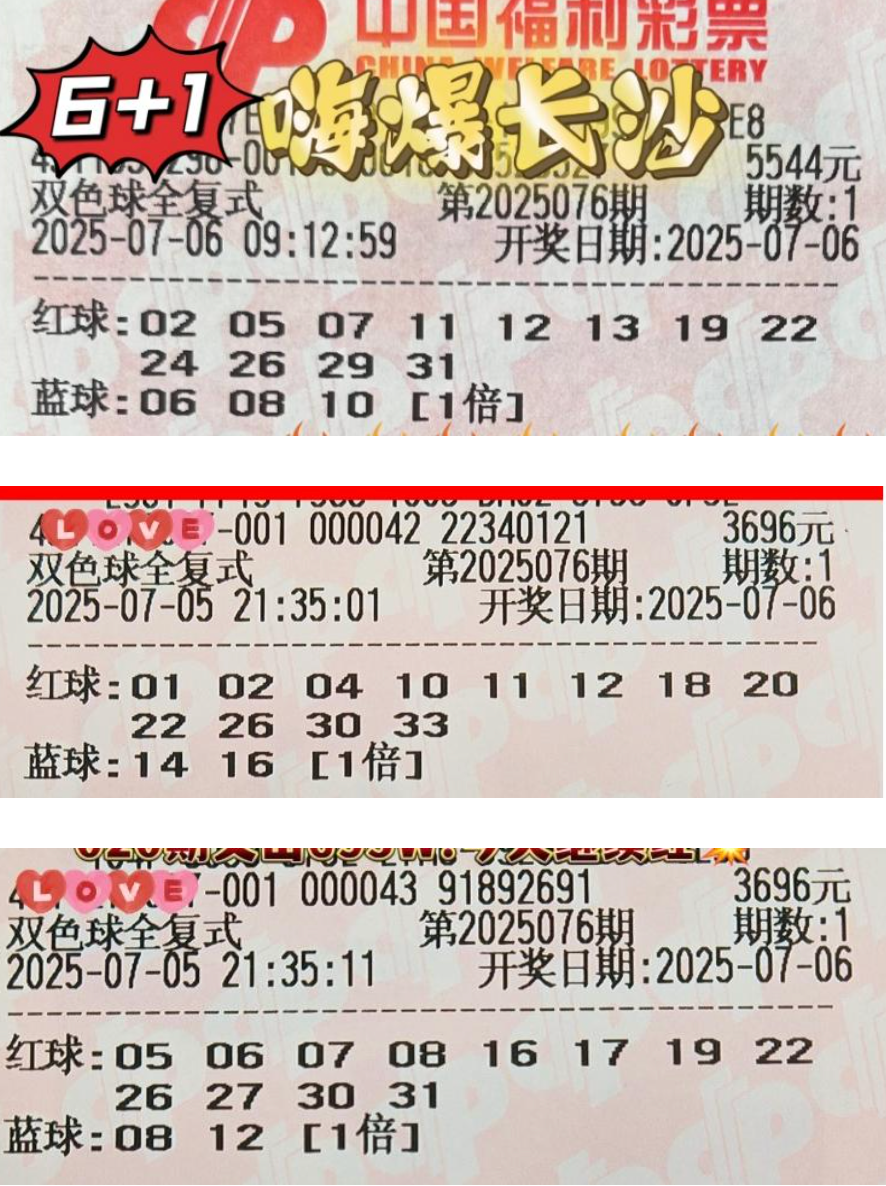 中国福利彩票
CHINA WELFARE LOTTERY
6+1
嗨爆长沙
E8
5544元
双色球全复式 第2025076期 期数:1
2025-07-06 09:12:59 开奖日期:2025-07-06
红球:02 05 07 11 12 13 19 22
24 26 29 31
蓝球:06 08 10 [1倍]
LOVE
-001 000042 22340121 3696元
双色球全复式 第2025076期 期数:1
2025-07-05 21:35:01 开奖日期:2025-07-06
红球:01 02 04 10 11 12 18 20
22 26 30 33
蓝球:14 16 [1倍]
LOVE
-001 000043 91892691 3696元
双色球全复式 第2025076期 期数:1
2025-07-05 21:35:11 开奖日期:2025-07-06
红球:05 06 07 08 16 17 19 22
26 27 30 31
蓝球:08 12 [1倍]